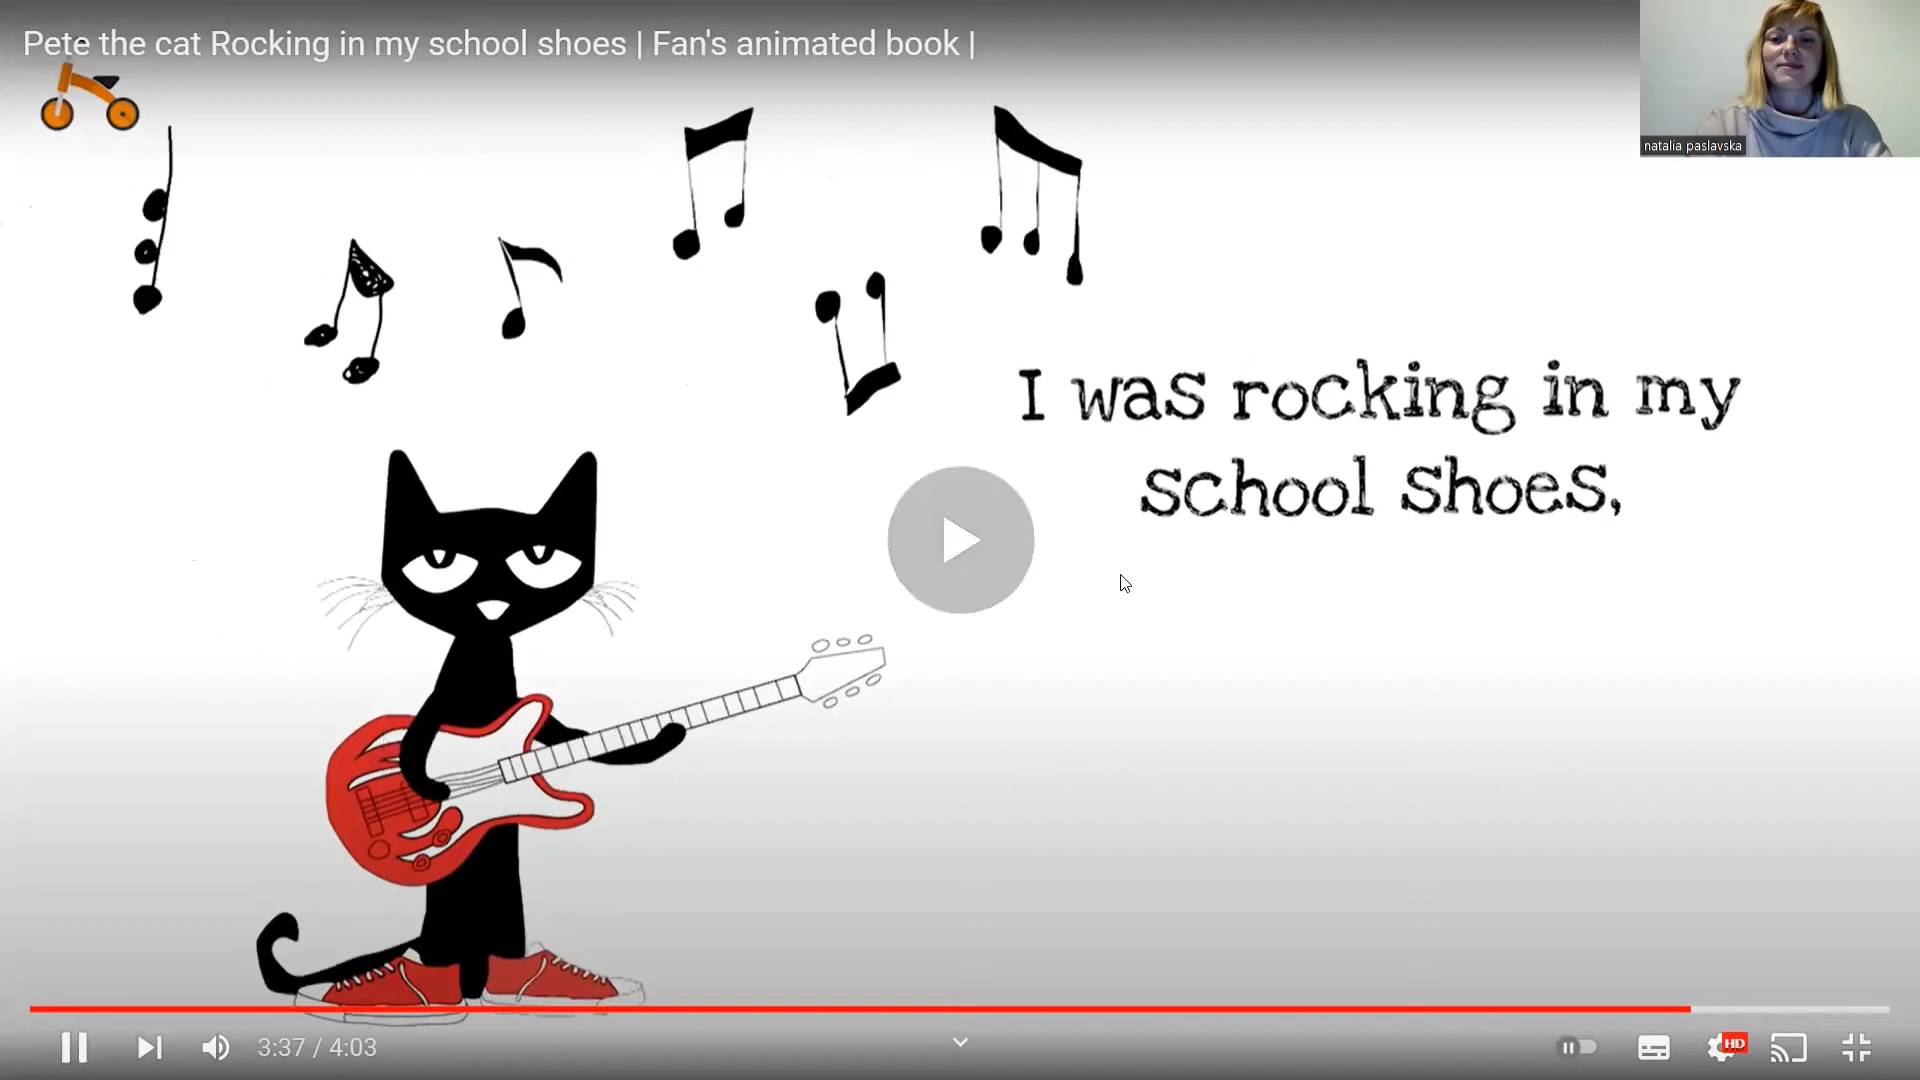 Pete the cat Rocking in my school shoes | Fan's animated book |
natalia paslavska
I was rocking in my
school shoes,
3:37 / 4:03
HD